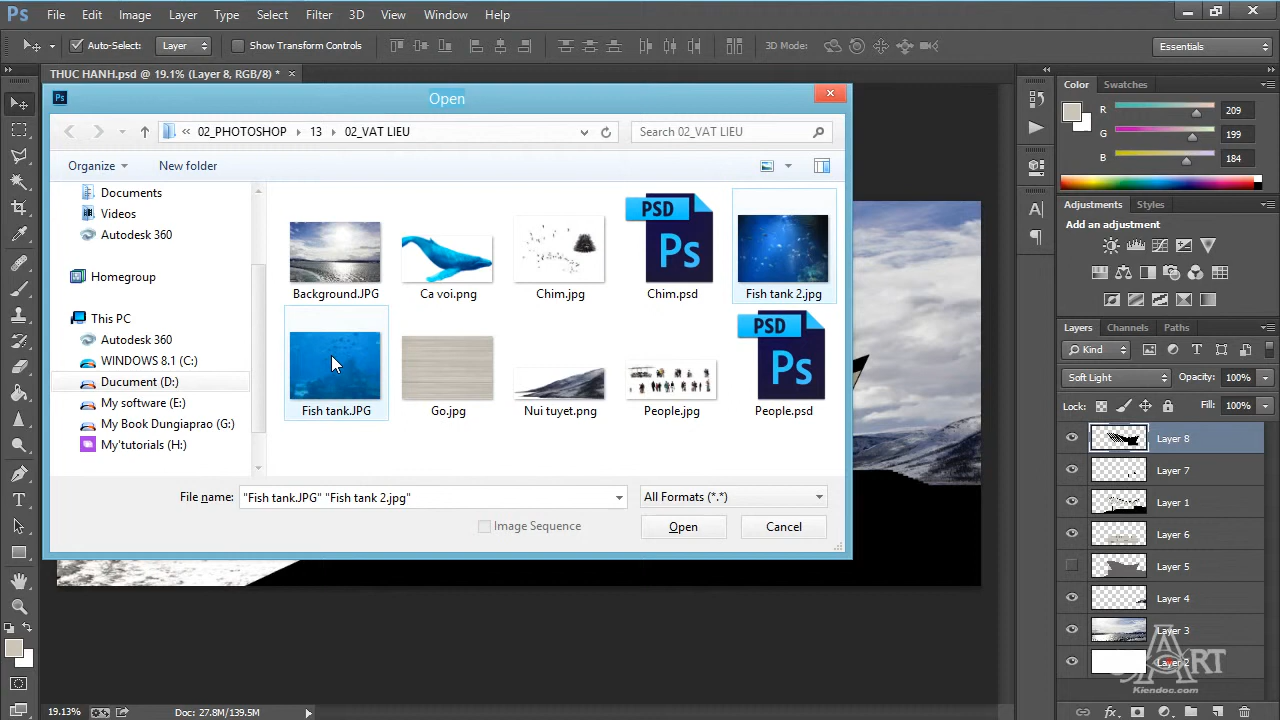 Ps File Edit Image Layer Type Select Filter 3D View Window Help
Auto-Select: Layer Show Transform Controls 3D Mode: Essentials
THUC HANH.psd @ 19.1% (Layer 8, RGB/8) * ×
Ps Open
« 02_PHOTOSHOP 13 02_VAT LIEU Search 02_VAT LIEU
Organize New folder
Documents
Videos
Autodesk 360
Homegroup
This PC
Autodesk 360
WINDOWS 8.1 (C:)
Ducument (D:)
My software (E:)
My Book Dungiaprao (G:)
My'tutorials (H:)
PSD
Ps
Background.JPG Ca voi.png Chim.jpg Chim.psd Fish tank 2.jpg
PSD
Ps
Fish tank.JPG Go.jpg Nui tuyet.png People.jpg People.psd
File name: "Fish tank.JPG" "Fish tank 2.jpg" All Formats (*.*)
Image Sequence Open Cancel
Color Swatches
R 209
G 199
B 184
Adjustments Styles
Add an adjustment
Layers Channels Paths
Kind
Soft Light Opacity: 100%
Lock: Fill: 100%
Layer 8
Layer 7
Layer 1
Layer 6
Layer 5
Layer 4
Layer 3
Layer 2
ART
Kiendoc.com
19.13% Doc: 27.8M/139.5M